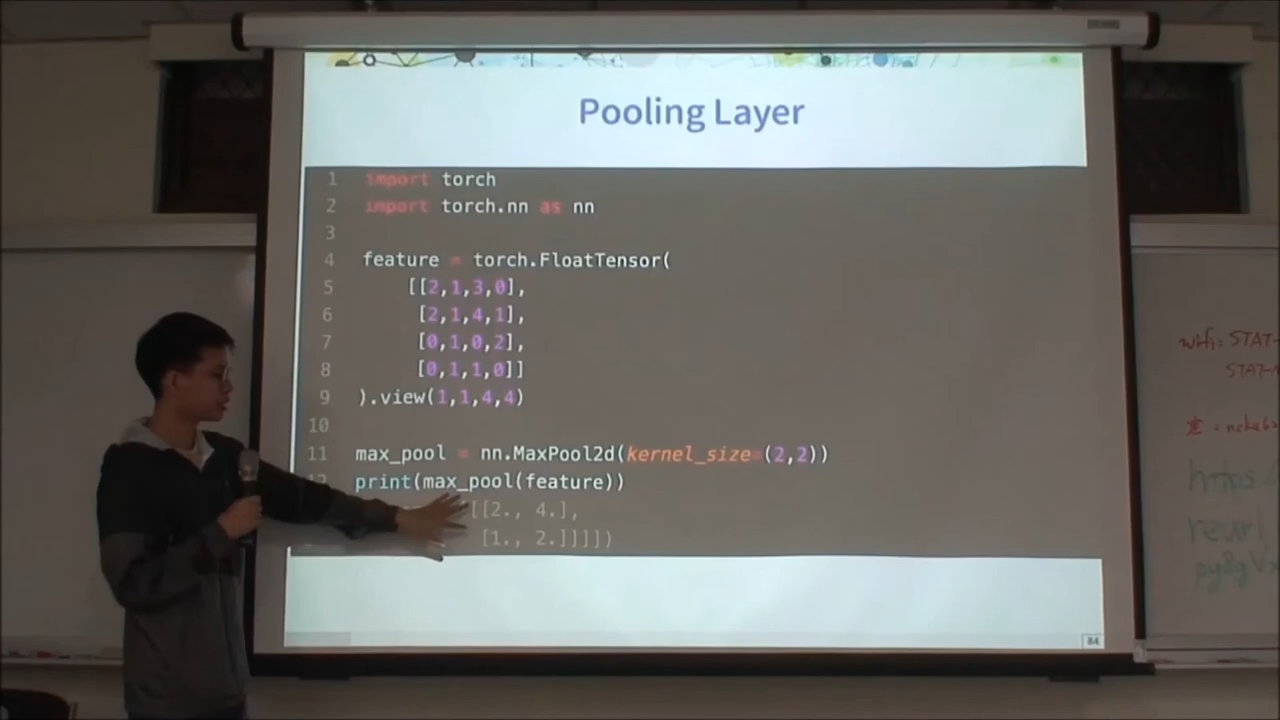 Pooling Layer
1 import torch
2 import torch.nn as nn
3
4 feature = torch.FloatTensor(
5 [[2,1,3,0],
6 [2,1,4,1],
7 [0,1,0,2],
8 [0,1,1,0]]
9 ).view(1,1,4,4)
10
11 max_pool = nn.MaxPool2d(kernel_size=(2,2))
12 print(max_pool(feature))
[[2., 4.],
[1., 2.]]]])
84
STAT-
STAT-
https:/
reurl